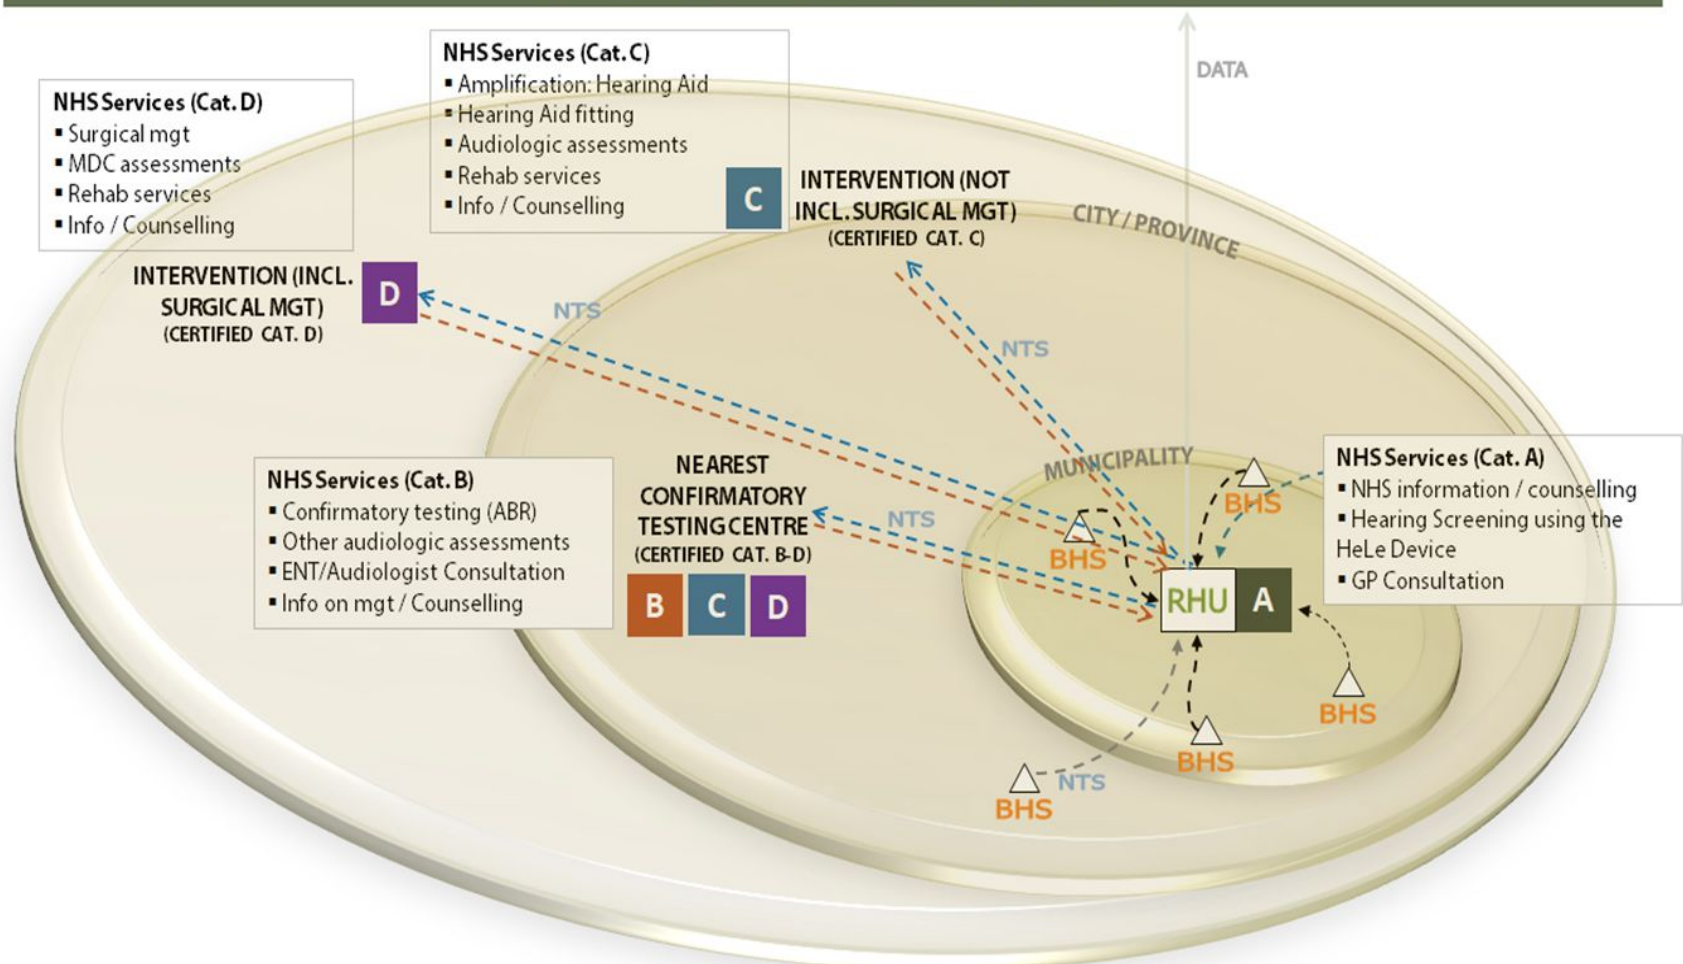 DATA
NHS Services (Cat. C)
▪ Amplification: Hearing Aid
▪ Hearing Aid fitting
▪ Audiologic assessments
▪ Rehab services
▪ Info / Counselling
NHS Services (Cat. D)
▪ Surgical mgt
▪ MDC assessments
▪ Rehab services
▪ Info / Counselling
C
INTERVENTION (NOT
INCL. SURGICAL MGT)
(CERTIFIED CAT. C)
CITY / PROVINCE
INTERVENTION (INCL.
SURGICAL MGT)
(CERTIFIED CAT. D)
D
NTS
NTS
NHS Services (Cat. B)
▪ Confirmatory testing (ABR)
▪ Other audiologic assessments
▪ ENT/Audiologist Consultation
▪ Info on mgt / Counselling
NEAREST
CONFIRMATORY
TESTING CENTRE
(CERTIFIED CAT. B-D)
B C D
NTS
MUNICIPALITY
BHS
BHS
NHS Services (Cat. A)
▪ NHS information / counselling
▪ Hearing Screening using the
HeLe Device
▪ GP Consultation
RHU A
BHS
BHS
BHS
NTS